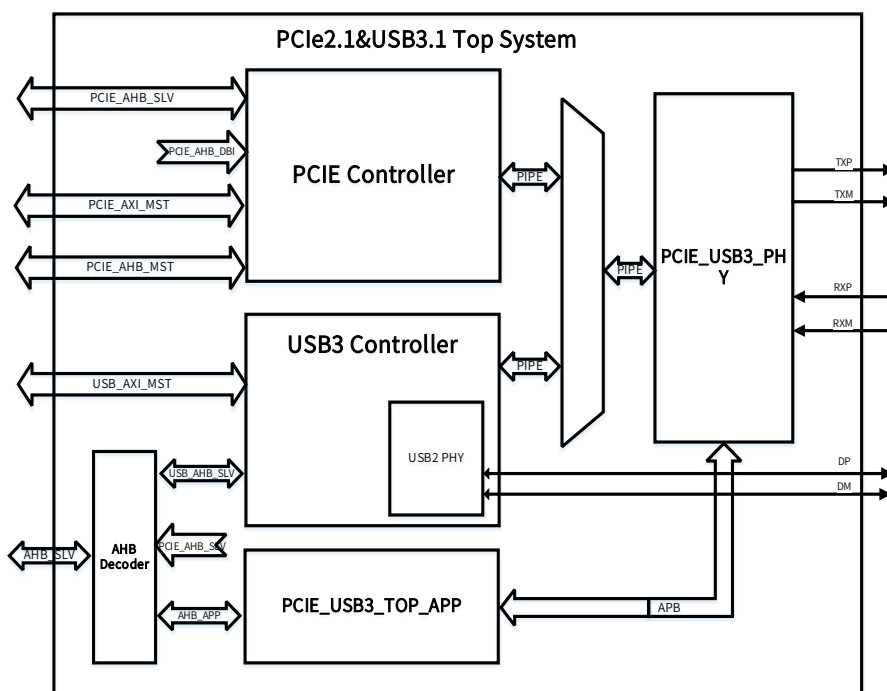 PCIe2.1&USB3.1 Top System
PCIE_AHB_SLV
PCIE_AHB_DBI
PCIE_AXI_MST
PCIE_AHB_MST
PCIE Controller
PIPE
PIPE
PCIE_USB3_PH
Y
TXP
TXM
RXP
RXM
USB3 Controller
PIPE
USB_AXI_MST
USB2 PHY
USB_AHB_SLV
DP
DM
AHB_SLV
AHB
Decoder
PCIE_AHB_SLV
AHB_APP
PCIE_USB3_TOP_APP
APB